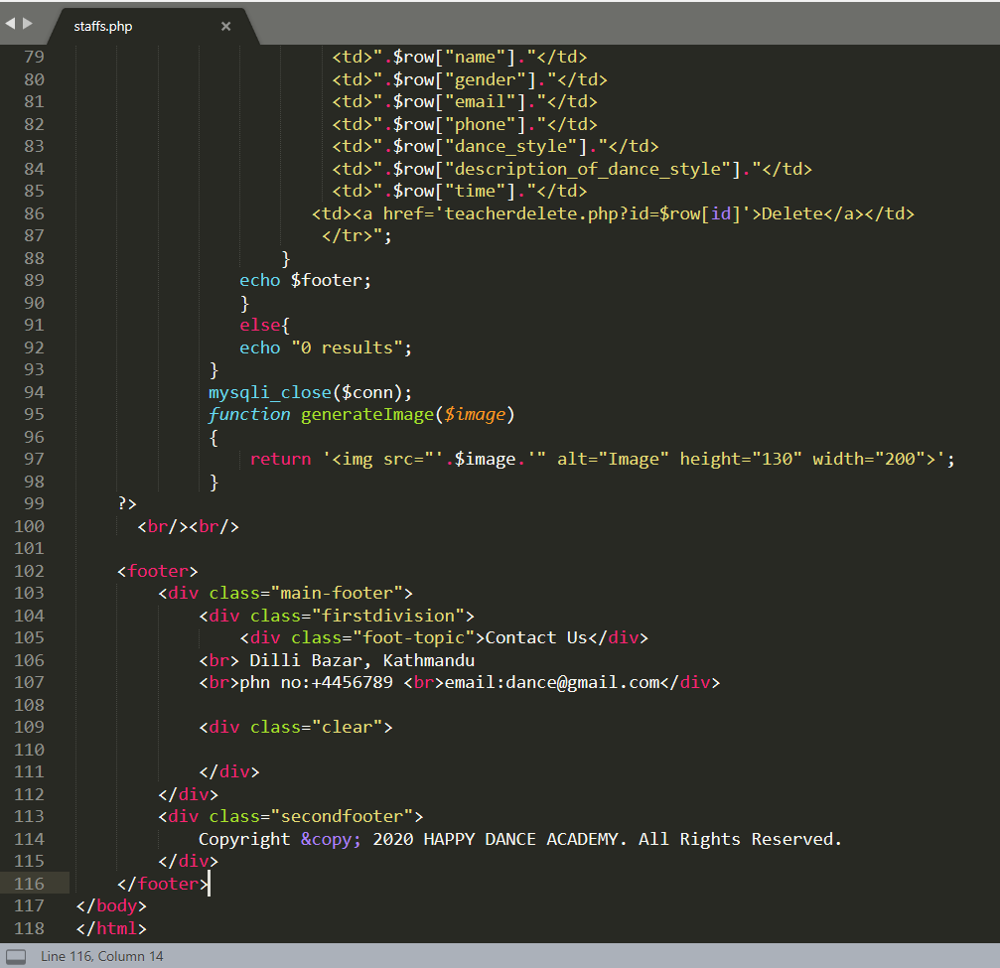 staffs.php ×
79 <td>".$row["name"]."</td>
80 <td>".$row["gender"]."</td>
81 <td>".$row["email"]."</td>
82 <td>".$row["phone"]."</td>
83 <td>".$row["dance_style"]."</td>
84 <td>".$row["description_of_dance_style"]."</td>
85 <td>".$row["time"]."</td>
86 <td><a href='teacherdelete.php?id=$row[id]'>Delete</a></td>
87 </tr>";
88 }
89 echo $footer;
90 }
91 else{
92 echo "0 results";
93 }
94 mysqli_close($conn);
95 function generateImage($image)
96 {
97 return '<img src="'.$image.'" alt="Image" height="130" width="200">';
98 }
99 ?>
100 <br/><br/>
101
102 <footer>
103 <div class="main-footer">
104 <div class="firstdivision">
105 <div class="foot-topic">Contact Us</div>
106 <br> Dilli Bazar, Kathmandu
107 <br>phn no:+4456789 <br>email:dance@gmail.com</div>
108
109 <div class="clear">
110
111 </div>
112 </div>
113 <div class="secondfooter">
114 Copyright &copy; 2020 HAPPY DANCE ACADEMY. All Rights Reserved.
115 </div>
116 </footer>
117 </body>
118 </html>
Line 116, Column 14